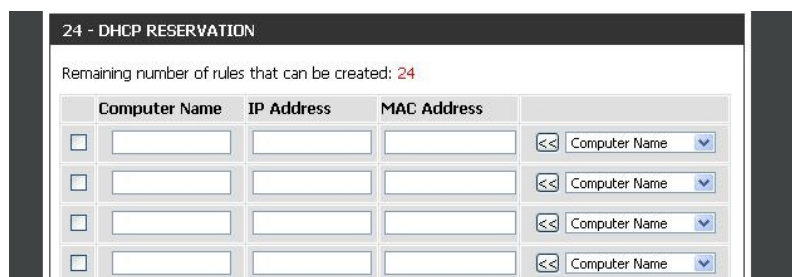 24 - DHCP RESERVATION
Remaining number of rules that can be created: 24
Computer Name IP Address MAC Address
<< Computer Name
<< Computer Name
<< Computer Name
<< Computer Name